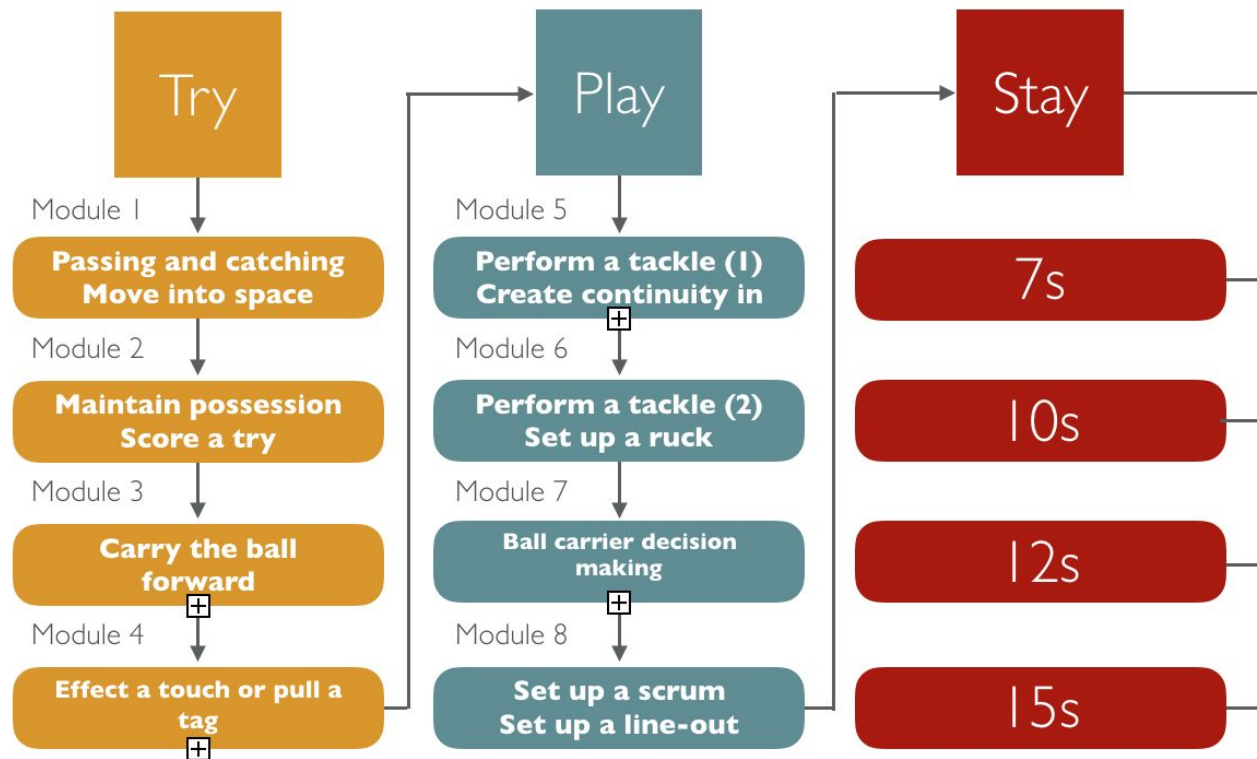 Try
Module 1
Passing and catching
Move into space
Module 2
Maintain possession
Score a try
Module 3
Carry the ball
forward
Module 4
Effect a touch or pull a
tag
Play
Module 5
Perform a tackle (1)
Create continuity in
Module 6
Perform a tackle (2)
Set up a ruck
Module 7
Ball carrier decision
making
Module 8
Set up a scrum
Set up a line-out
Stay
7s
10s
12s
15s